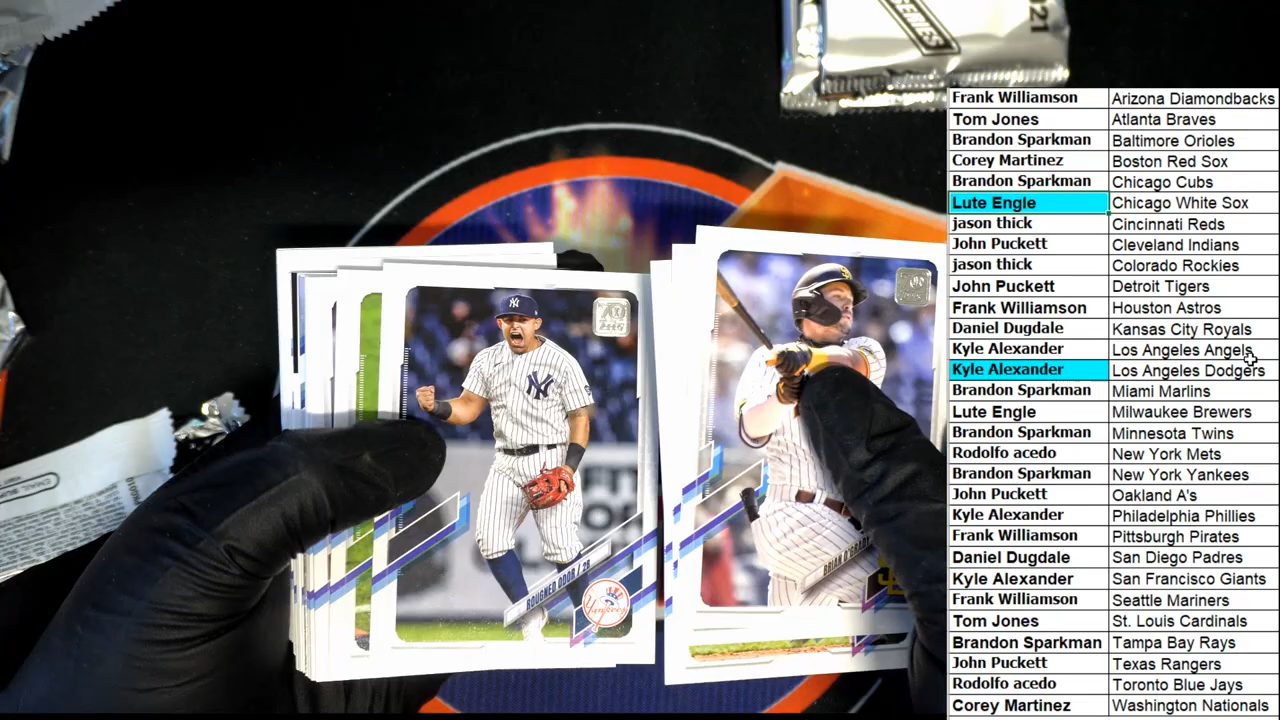 SERIES
2021
Frank Williamson Arizona Diamondbacks
Tom Jones Atlanta Braves
Brandon Sparkman Baltimore Orioles
Corey Martinez Boston Red Sox
Brandon Sparkman Chicago Cubs
Lute Engle Chicago White Sox
jason thick Cincinnati Reds
John Puckett Cleveland Indians
jason thick Colorado Rockies
John Puckett Detroit Tigers
Frank Williamson Houston Astros
Daniel Dugdale Kansas City Royals
Kyle Alexander Los Angeles Angels
Kyle Alexander Los Angeles Dodgers
Brandon Sparkman Miami Marlins
Lute Engle Milwaukee Brewers
Brandon Sparkman Minnesota Twins
Rodolfo acedo New York Mets
Brandon Sparkman New York Yankees
John Puckett Oakland A's
Kyle Alexander Philadelphia Phillies
Frank Williamson Pittsburgh Pirates
Daniel Dugdale San Diego Padres
Kyle Alexander San Francisco Giants
Frank Williamson Seattle Mariners
Tom Jones St. Louis Cardinals
Brandon Sparkman Tampa Bay Rays
John Puckett Texas Rangers
Rodolfo acedo Toronto Blue Jays
Corey Martinez Washington Nationals
70
NY
ROUGNED ODOR / 2B
Yankees